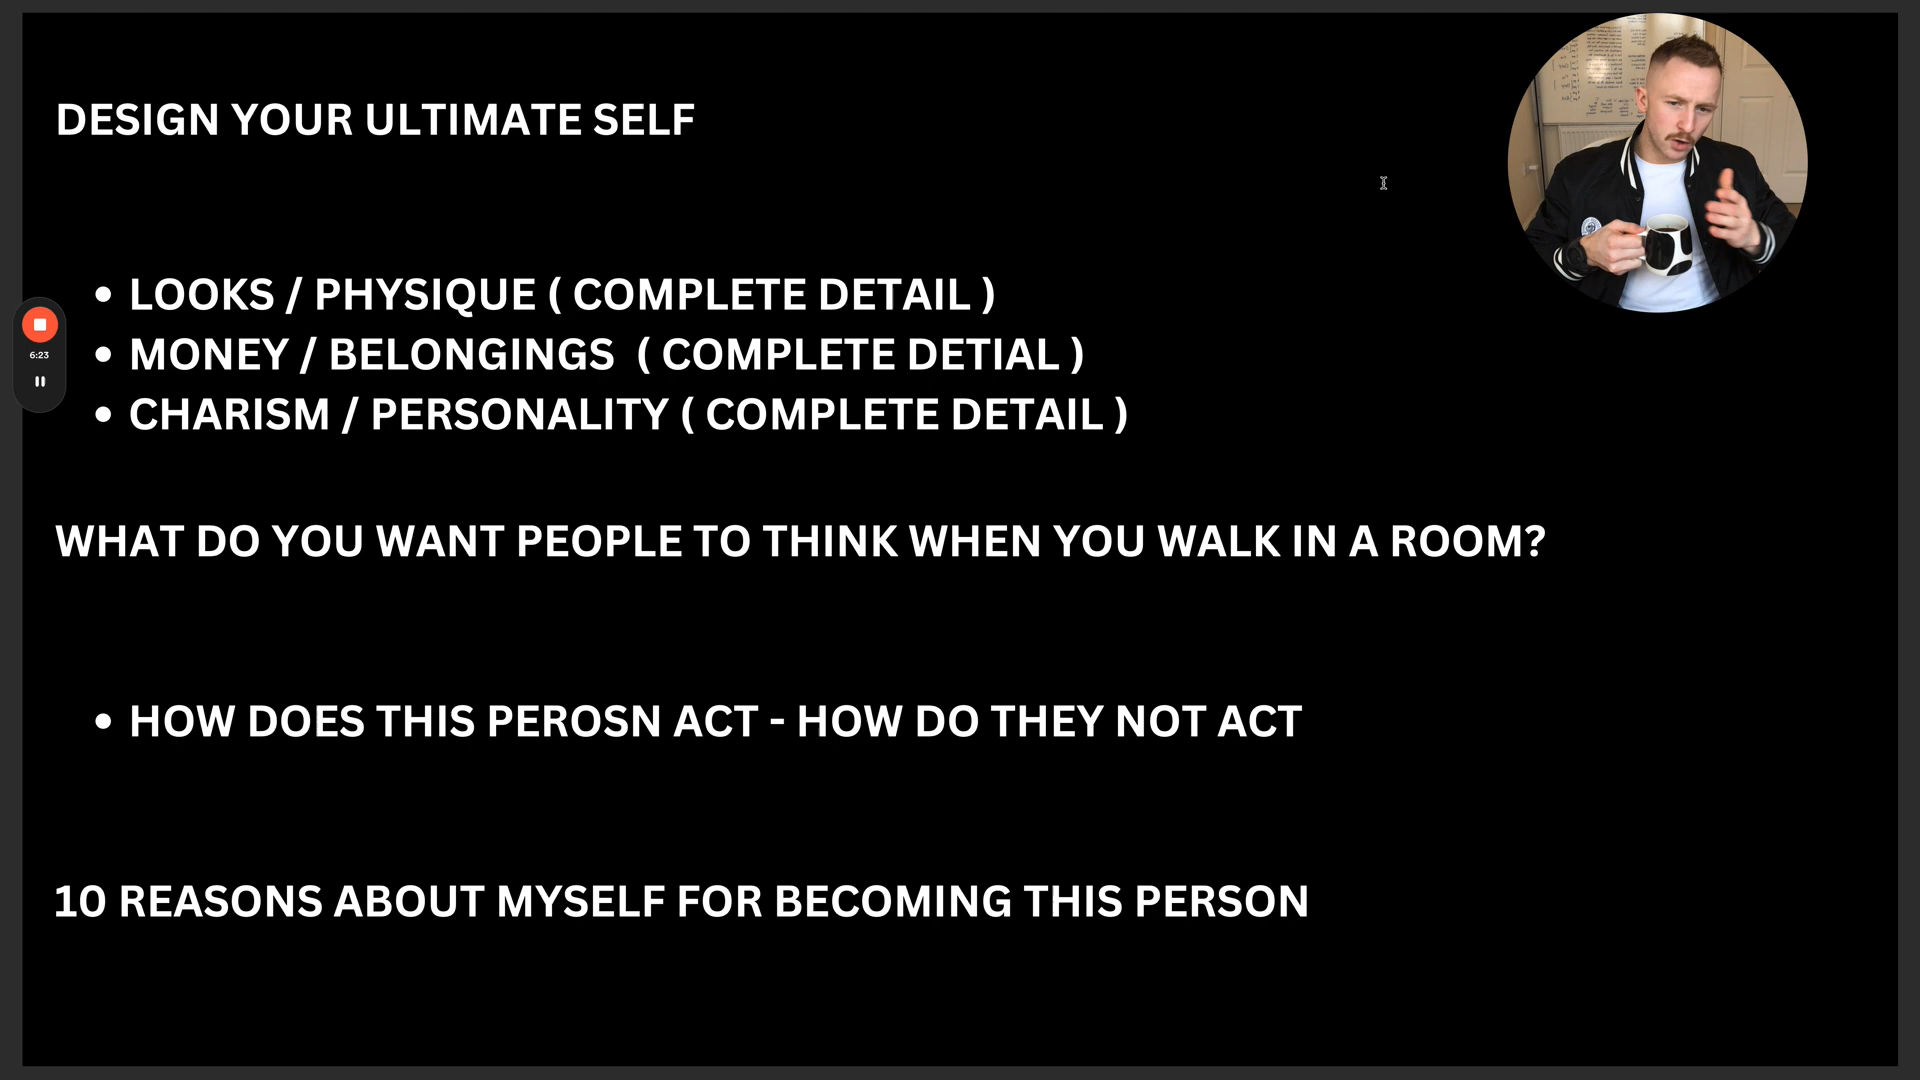 DESIGN YOUR ULTIMATE SELF
• LOOKS / PHYSIQUE ( COMPLETE DETAIL )
• MONEY / BELONGINGS  ( COMPLETE DETIAL )
• CHARISM / PERSONALITY ( COMPLETE DETAIL )
6:23
WHAT DO YOU WANT PEOPLE TO THINK WHEN YOU WALK IN A ROOM?
• HOW DOES THIS PEROSN ACT - HOW DO THEY NOT ACT
10 REASONS ABOUT MYSELF FOR BECOMING THIS PERSON